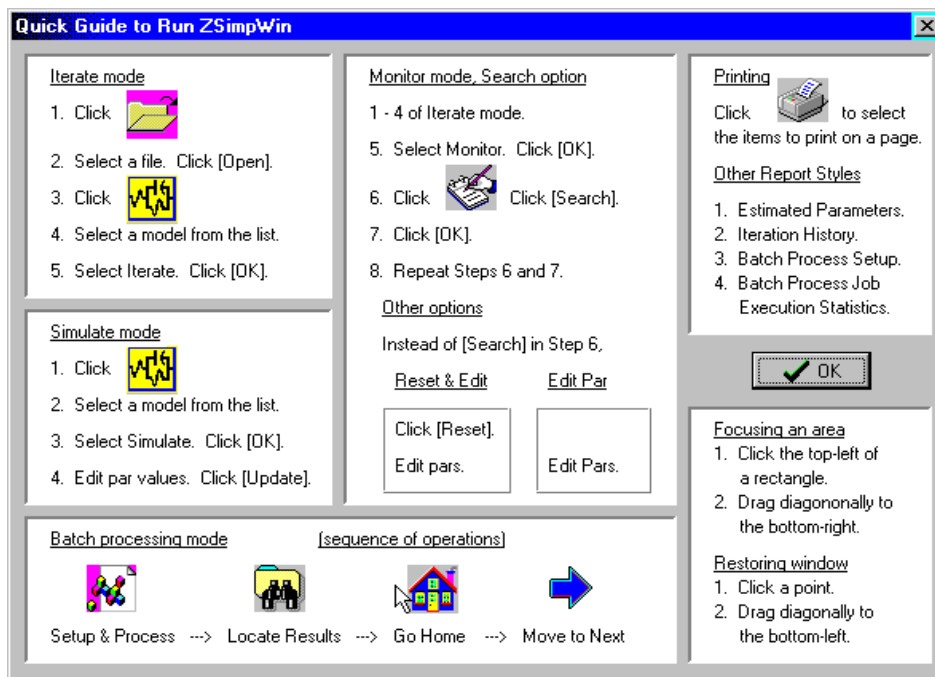 Quick Guide to Run ZSimpWin
Iterate mode
1. Click
2. Select a file. Click [Open].
3. Click
4. Select a model from the list.
5. Select Iterate. Click [OK].
Simulate mode
1. Click
2. Select a model from the list.
3. Select Simulate. Click [OK].
4. Edit par values. Click [Update].
Monitor mode, Search option
1 - 4 of Iterate mode.
5. Select Monitor. Click [OK].
6. Click Click [Search].
7. Click [OK].
8. Repeat Steps 6 and 7.
Other options
Instead of [Search] in Step 6,
Reset & Edit Edit Par
Click [Reset].
Edit pars. Edit Pars.
Printing
Click to select
the items to print on a page.
Other Report Styles
1. Estimated Parameters.
2. Iteration History.
3. Batch Process Setup.
4. Batch Process Job
Execution Statistics.
OK
Focusing an area
1. Click the top-left of
a rectangle.
2. Drag diagononally to
the bottom-right.
Restoring window
1. Click a point.
2. Drag diagonally to
the bottom-left.
Batch processing mode (sequence of operations)
Setup & Process ---> Locate Results ---> Go Home ---> Move to Next